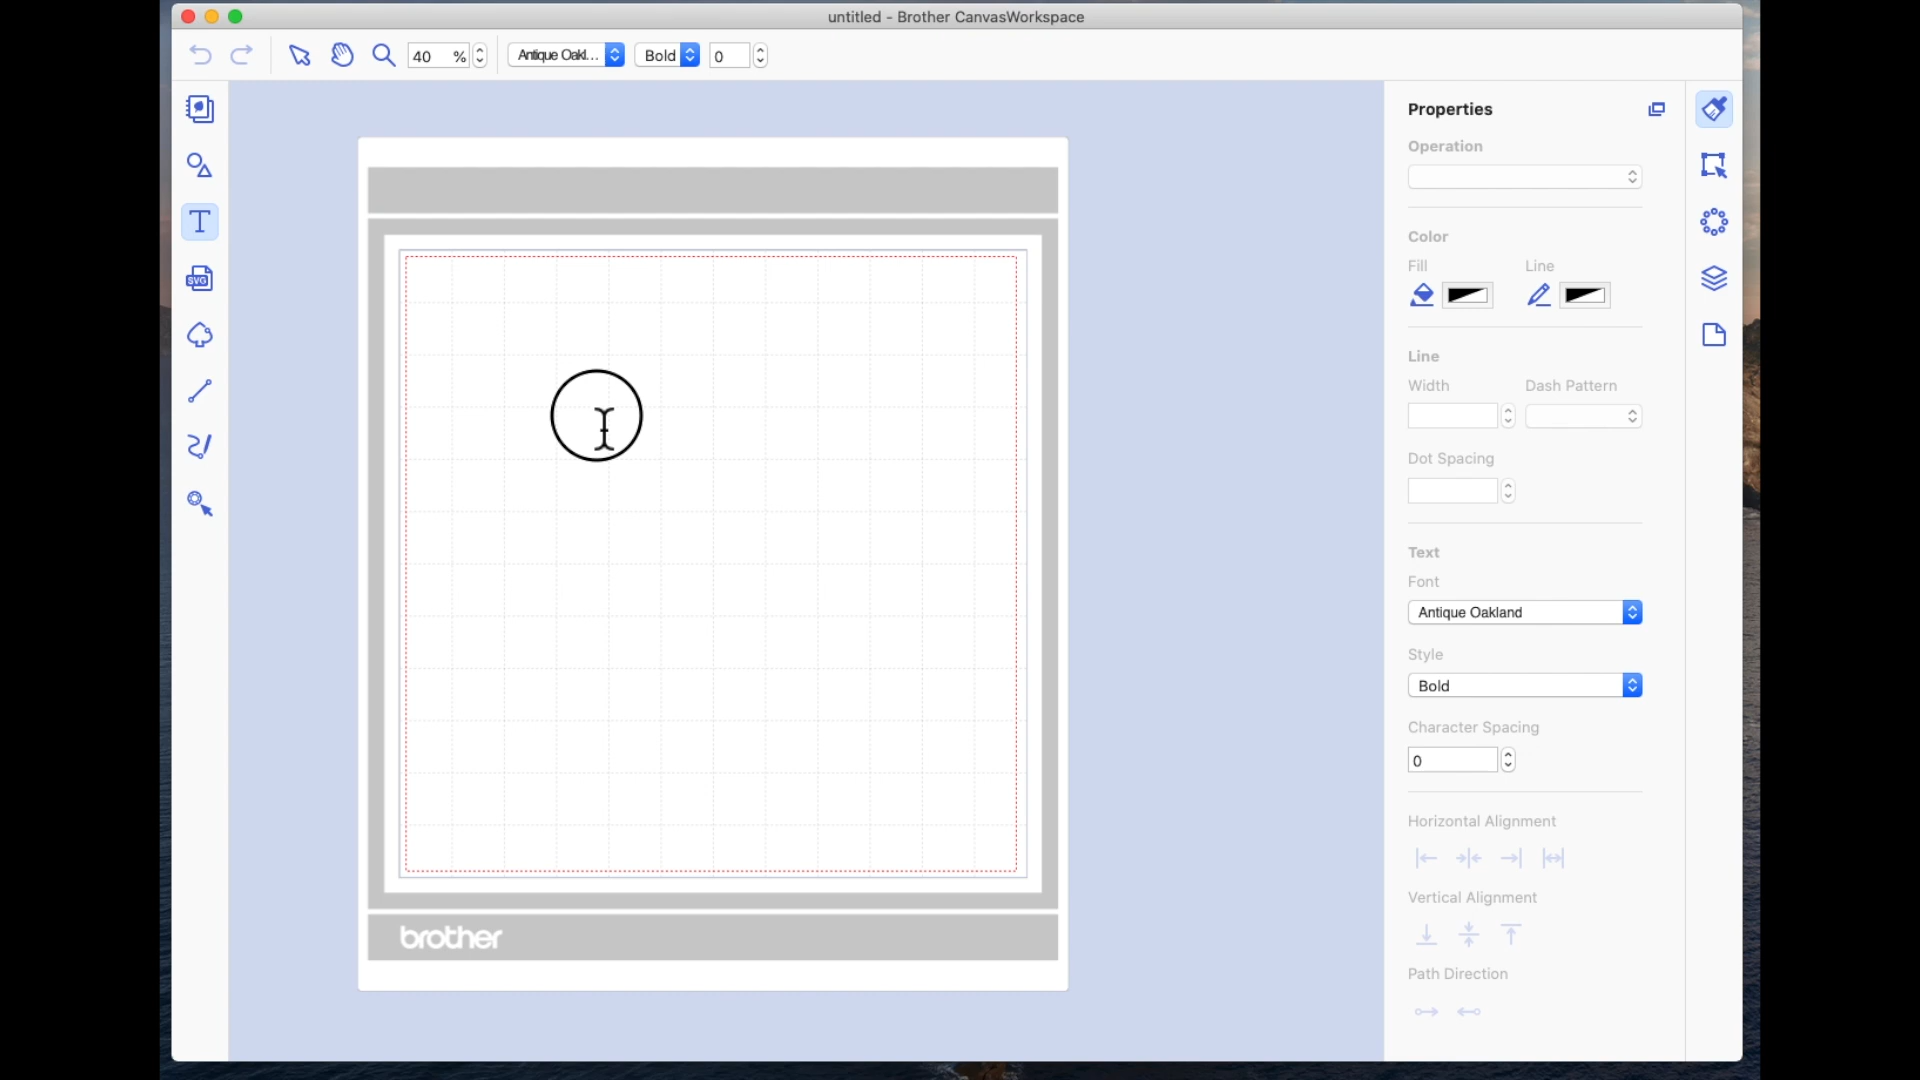 untitled - Brother CanvasWorkspace
40 %
Antique Oakl...
Bold
0
SVG
brother
Properties
Operation
Color
Fill
Line
Line
Width
Dash Pattern
Dot Spacing
Text
Font
Antique Oakland
Style
Bold
Character Spacing
0
Horizontal Alignment
Vertical Alignment
Path Direction